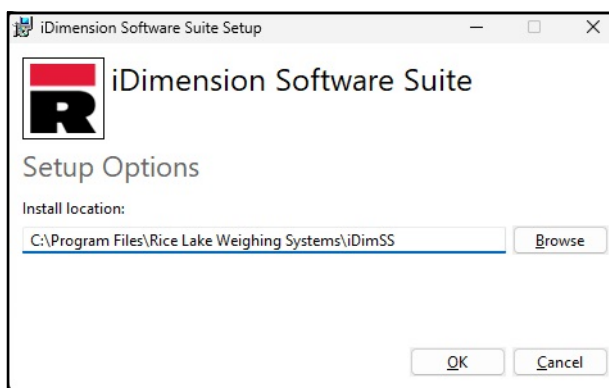 iDimension Software Suite Setup
R
iDimension Software Suite
Setup Options
Install location:
C:\Program Files\Rice Lake Weighing Systems\iDimSS
Browse
OK
Cancel